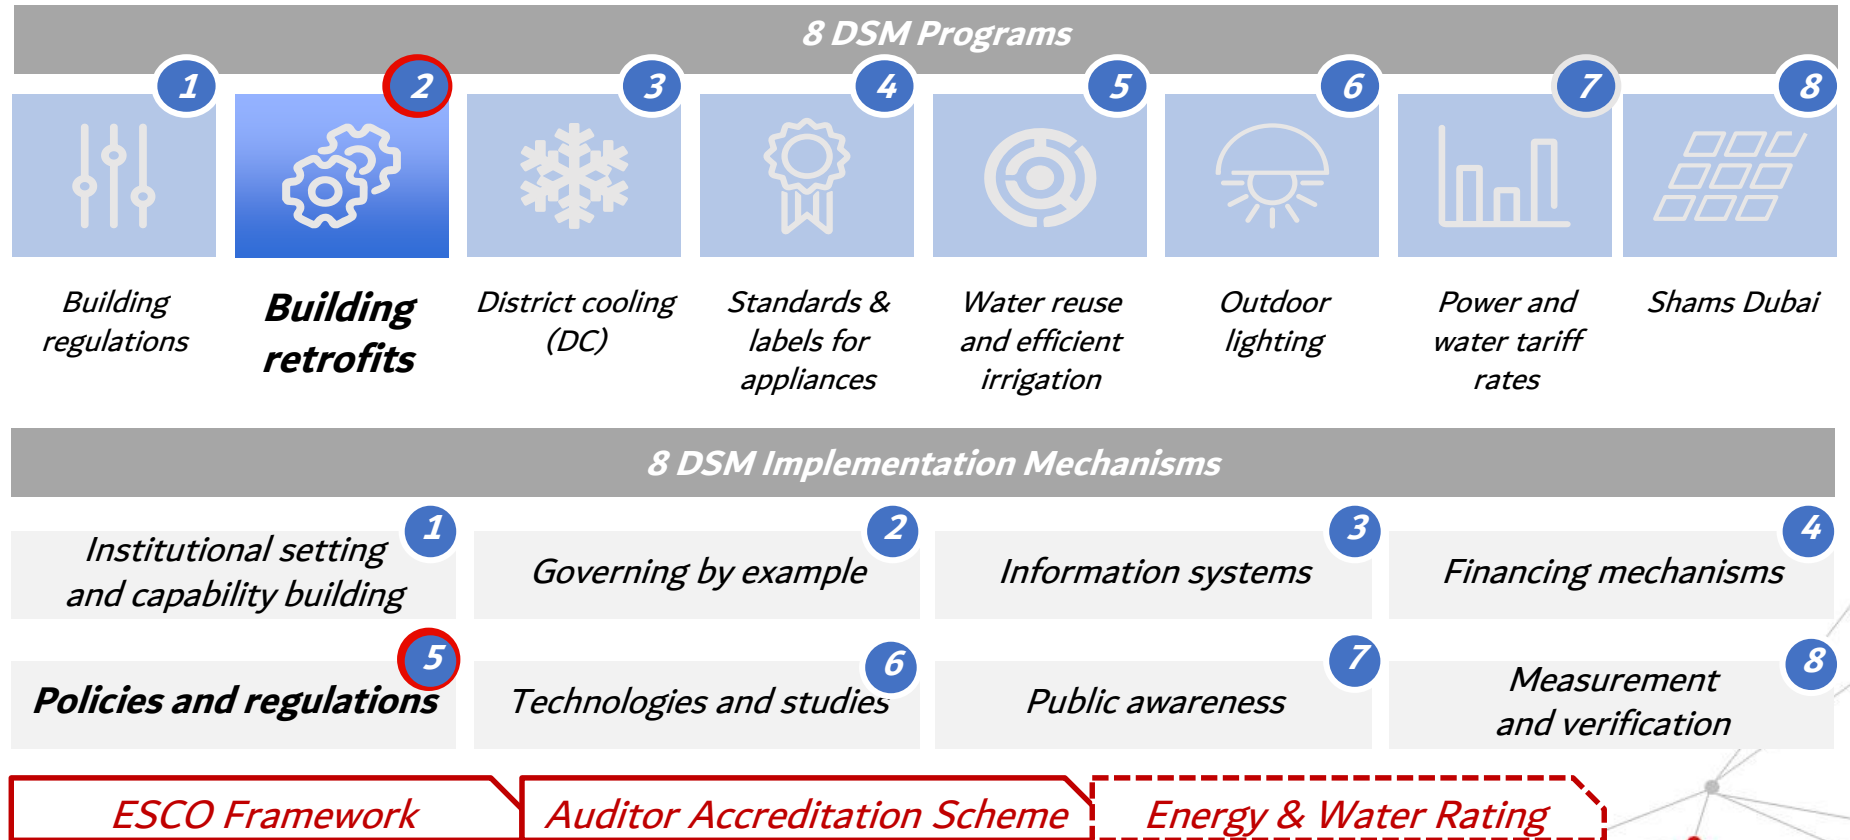 8 DSM Programs
1
2
3
4
5
6
7
8
Building
regulations
Building
retrofits
District cooling
(DC)
Standards &
labels for
appliances
Water reuse
and efficient
irrigation
Outdoor
lighting
Power and
water tariff
rates
Shams Dubai
8 DSM Implementation Mechanisms
1
Institutional setting
and capability building
2
Governing by example
3
Information systems
4
Financing mechanisms
5
Policies and regulations
6
Technologies and studies
7
Public awareness
8
Measurement
and verification
ESCO Framework
Auditor Accreditation Scheme
Energy & Water Rating